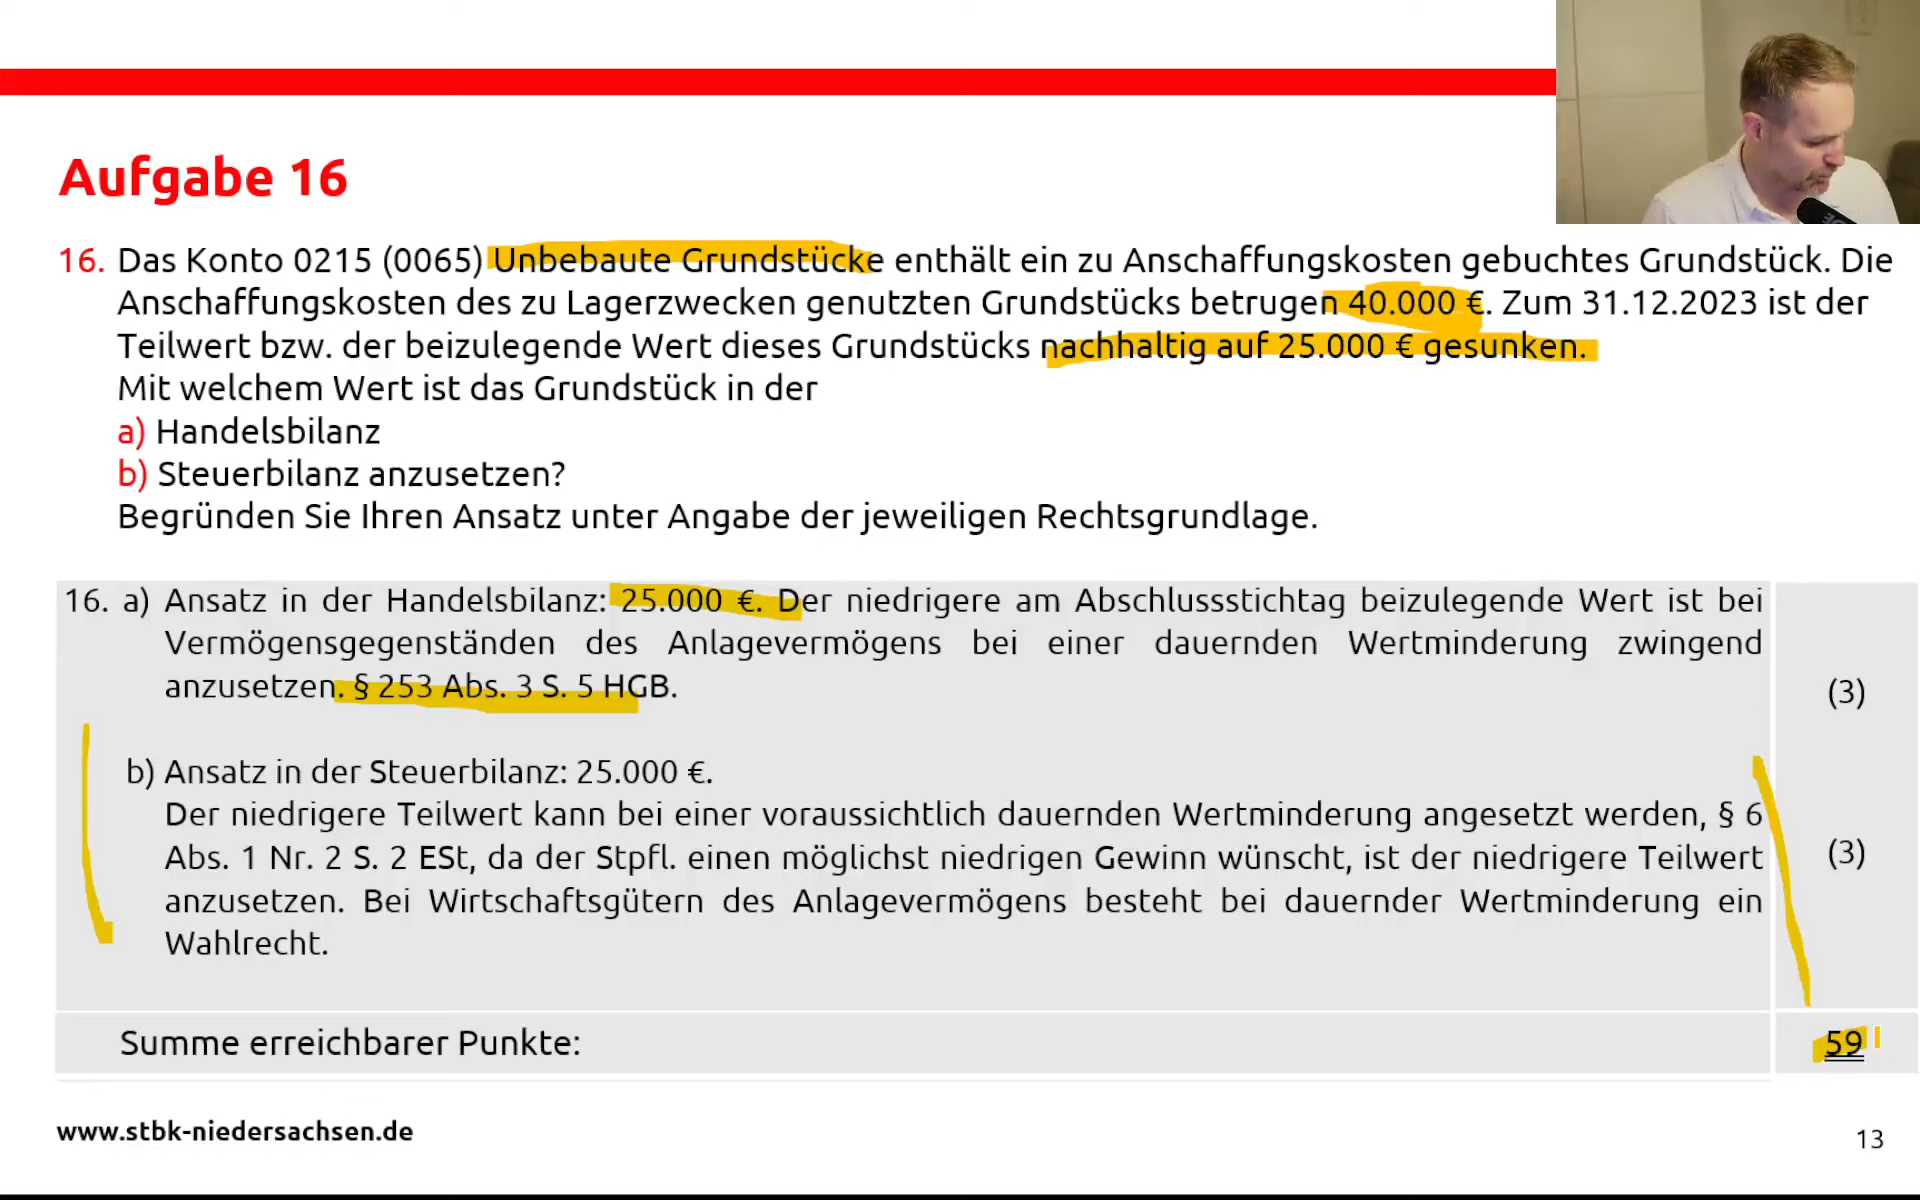 Aufgabe 16
16. Das Konto 0215 (0065) Unbebaute Grundstücke enthält ein zu Anschaffungskosten gebuchtes Grundstück. Die
Anschaffungskosten des zu Lagerzwecken genutzten Grundstücks betrugen 40.000 €. Zum 31.12.2023 ist der
Teilwert bzw. der beizulegende Wert dieses Grundstücks nachhaltig auf 25.000 € gesunken.
Mit welchem Wert ist das Grundstück in der
a) Handelsbilanz
b) Steuerbilanz anzusetzen?
Begründen Sie Ihren Ansatz unter Angabe der jeweiligen Rechtsgrundlage.
16. a) Ansatz in der Handelsbilanz: 25.000 €. Der niedrigere am Abschlussstichtag beizulegende Wert ist bei
Vermögensgegenständen des Anlagevermögens bei einer dauernden Wertminderung zwingend
anzusetzen. § 253 Abs. 3 S. 5 HGB.
(3)
b) Ansatz in der Steuerbilanz: 25.000 €.
Der niedrigere Teilwert kann bei einer voraussichtlich dauernden Wertminderung angesetzt werden, § 6
Abs. 1 Nr. 2 S. 2 ESt, da der Stpfl. einen möglichst niedrigen Gewinn wünscht, ist der niedrigere Teilwert
anzusetzen. Bei Wirtschaftsgütern des Anlagevermögens besteht bei dauernder Wertminderung ein
Wahlrecht.
(3)
Summe erreichbarer Punkte: 59
www.stbk-niedersachsen.de
13